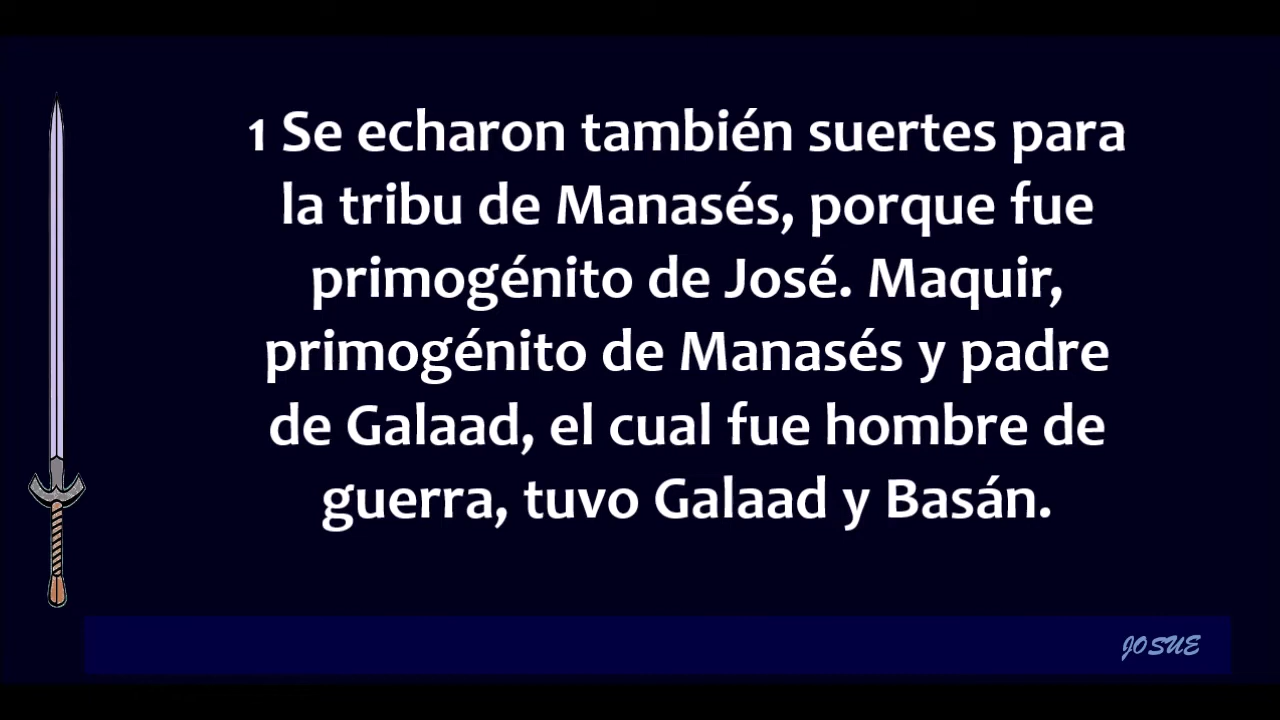 1 Se echaron también suertes para
la tribu de Manasés, porque fue
primogénito de José. Maquir,
primogénito de Manasés y padre
de Galaad, el cual fue hombre de
guerra, tuvo Galaad y Basán.
JOSUE